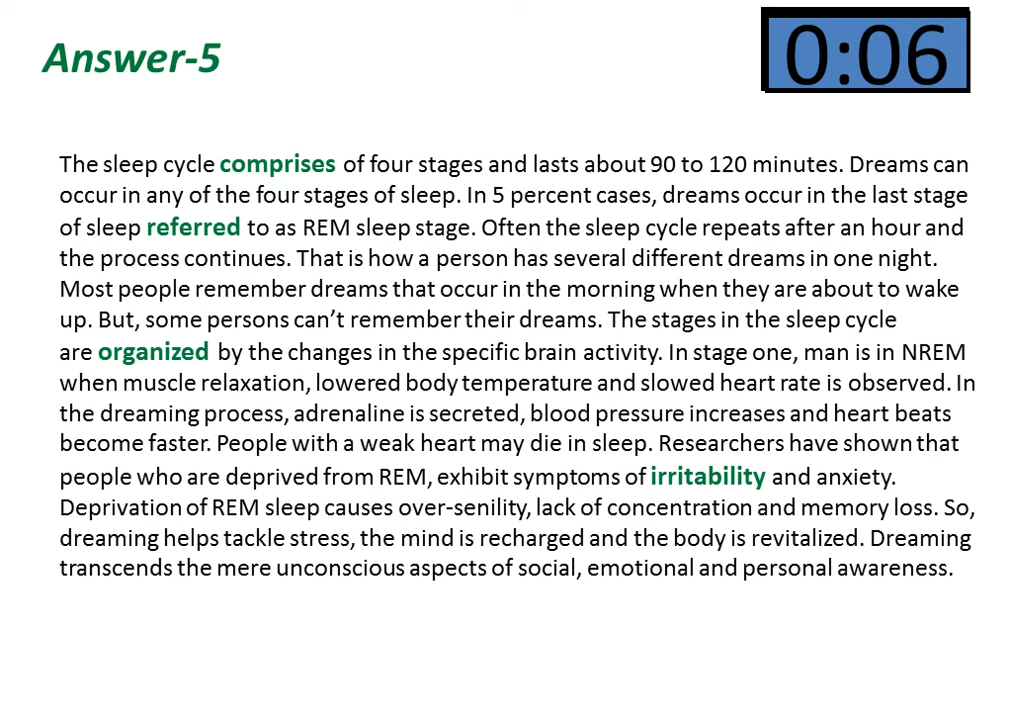 Answer-5
0:06
The sleep cycle comprises of four stages and lasts about 90 to 120 minutes. Dreams can
occur in any of the four stages of sleep. In 5 percent cases, dreams occur in the last stage
of sleep referred to as REM sleep stage. Often the sleep cycle repeats after an hour and
the process continues. That is how a person has several different dreams in one night.
Most people remember dreams that occur in the morning when they are about to wake
up. But, some persons can’t remember their dreams. The stages in the sleep cycle
are organized by the changes in the specific brain activity. In stage one, man is in NREM
when muscle relaxation, lowered body temperature and slowed heart rate is observed. In
the dreaming process, adrenaline is secreted, blood pressure increases and heart beats
become faster. People with a weak heart may die in sleep. Researchers have shown that
people who are deprived from REM, exhibit symptoms of irritability and anxiety.
Deprivation of REM sleep causes over-senility, lack of concentration and memory loss. So,
dreaming helps tackle stress, the mind is recharged and the body is revitalized. Dreaming
transcends the mere unconscious aspects of social, emotional and personal awareness.